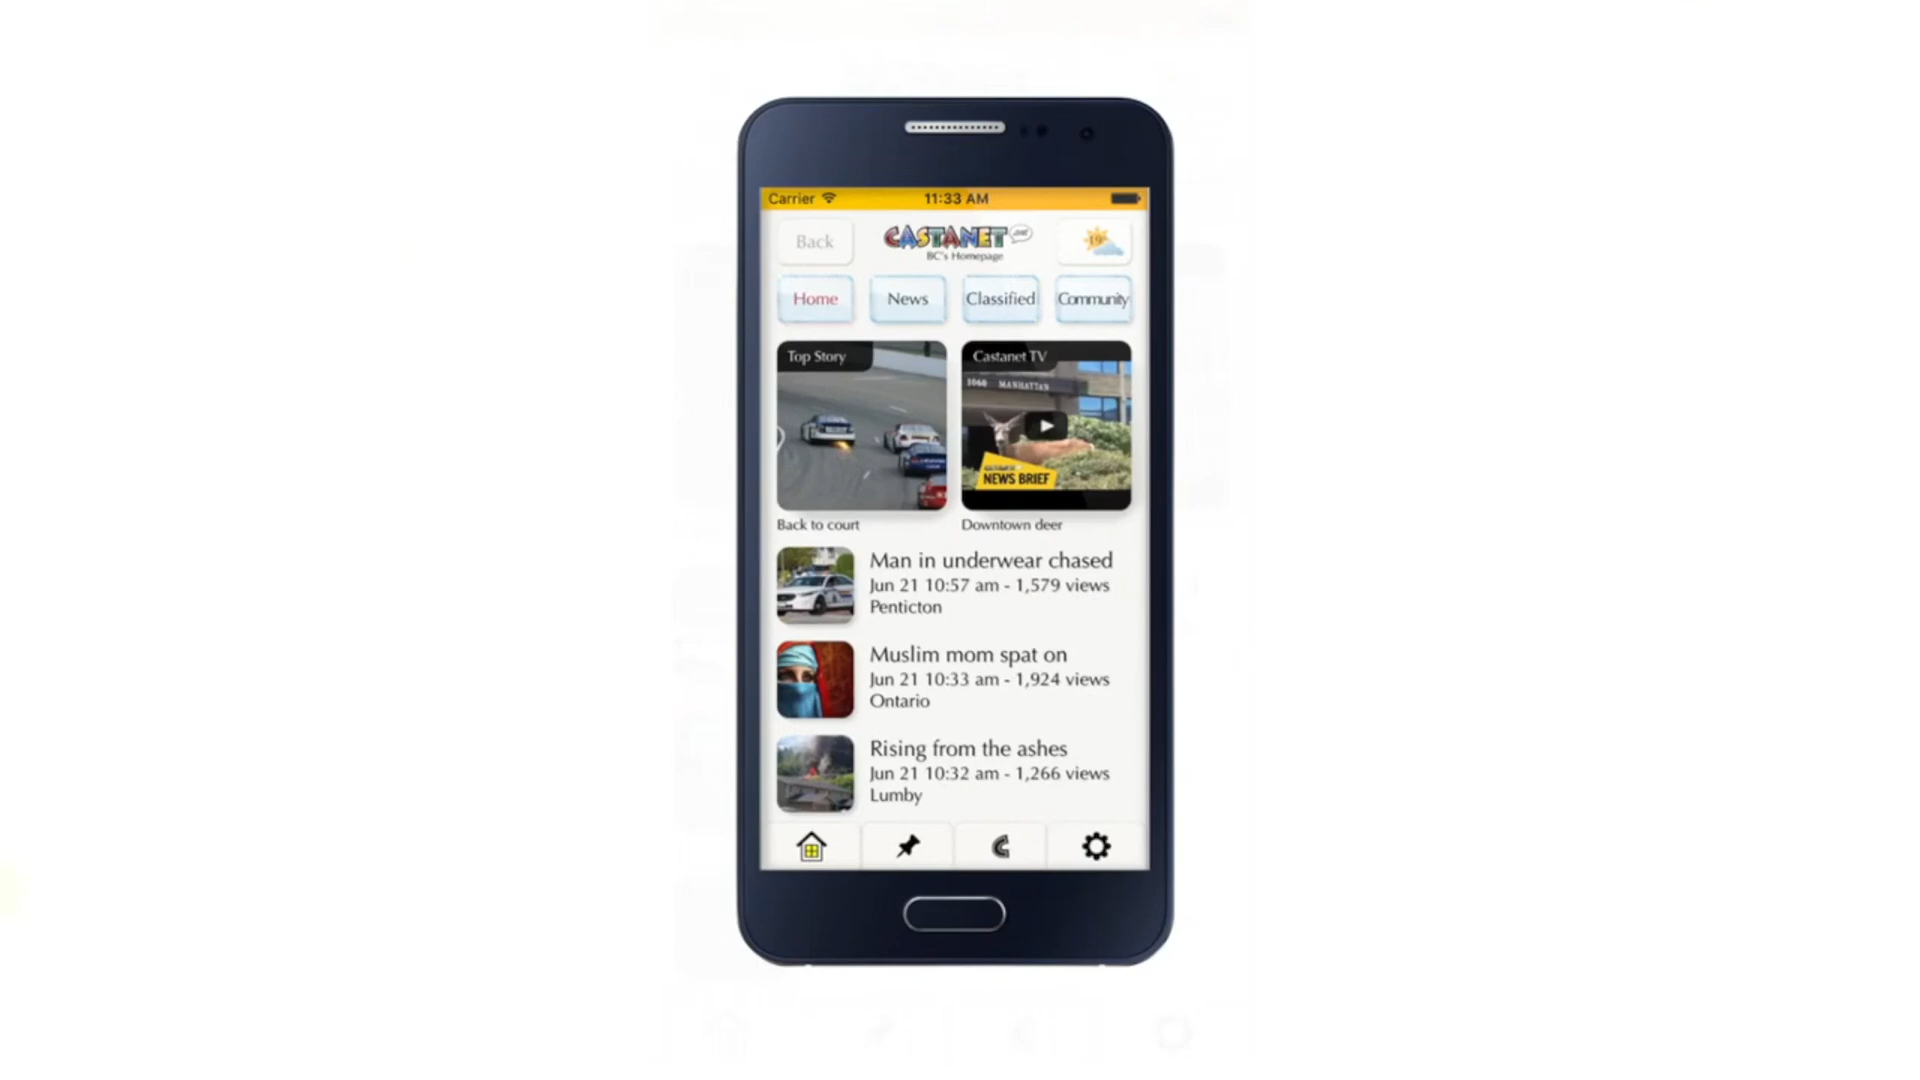 Carrier
11:33 AM
Back
CASTANET
BC's Homepage
19°
Home
News
Classified
Community
Top Story
Castanet TV
1060 MANHATTAN
NEWS BRIEF
Back to court
Downtown deer
Man in underwear chased
Jun 21 10:57 am - 1,579 views
Penticton
Muslim mom spat on
Jun 21 10:33 am - 1,924 views
Ontario
Rising from the ashes
Jun 21 10:32 am - 1,266 views
Lumby